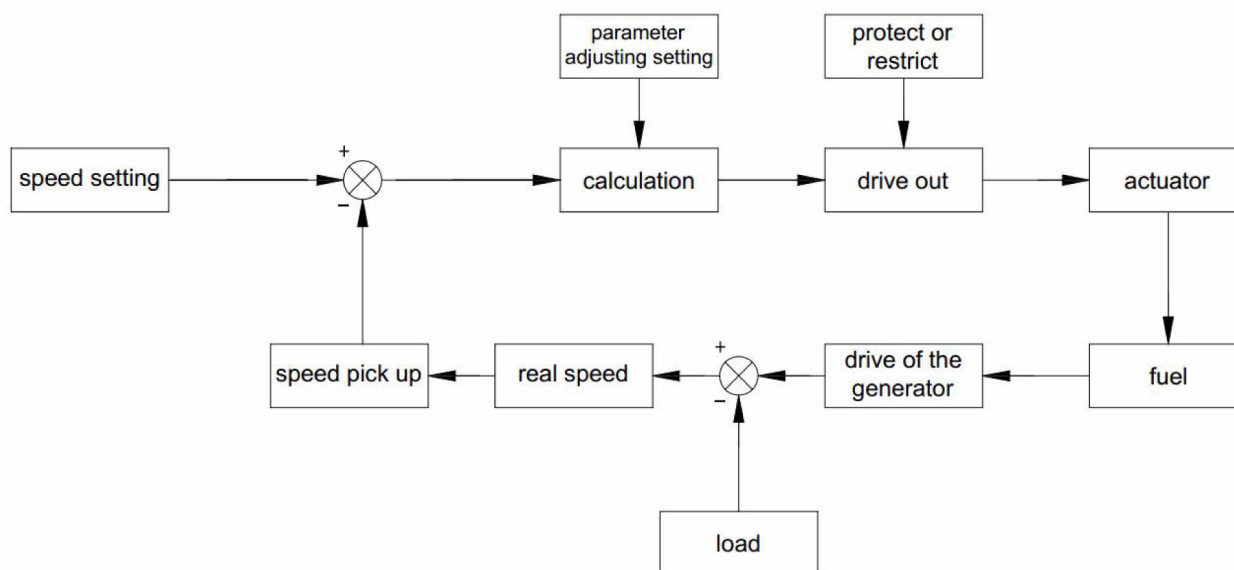 parameter
adjusting setting
protect or
restrict
+
speed setting
calculation
drive out
actuator
−
+
speed pick up
real speed
drive of the
generator
fuel
−
load